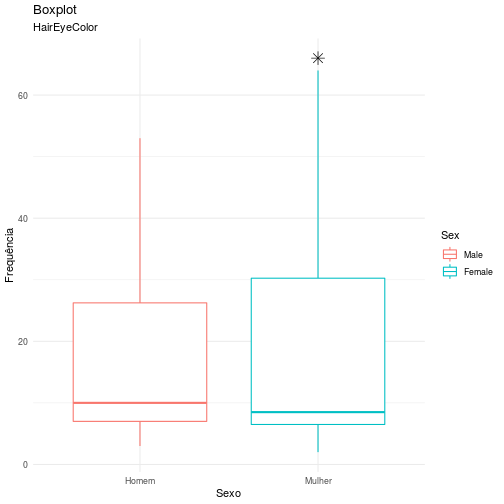 Boxplot
HairEyeColor
60
40
20
0
Frequência
Homem
Mulher
Sexo
Sex
Male
Female